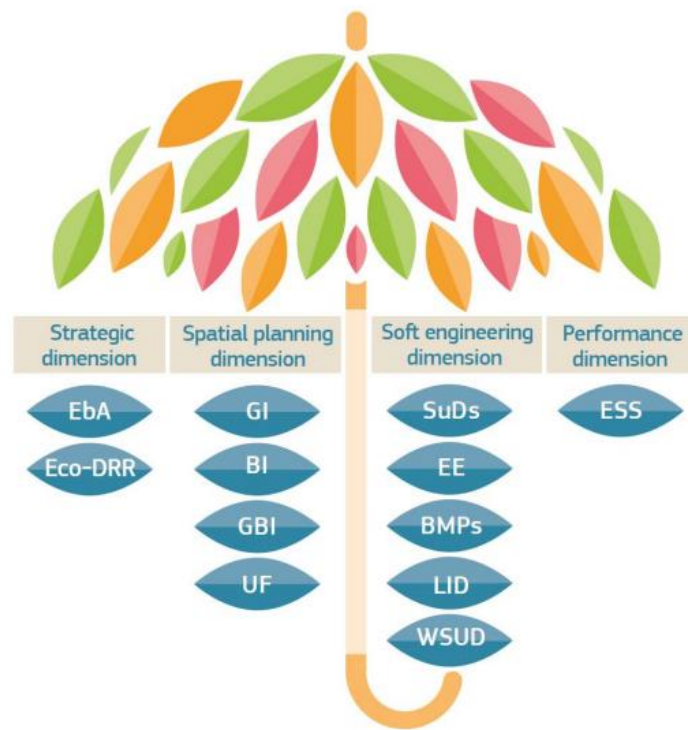 Strategic
dimension
EbA
Eco-DRR
Spatial planning
dimension
GI
BI
GBI
UF
Soft engineering
dimension
SuDs
EE
BMPs
LID
WSUD
Performance
dimension
ESS